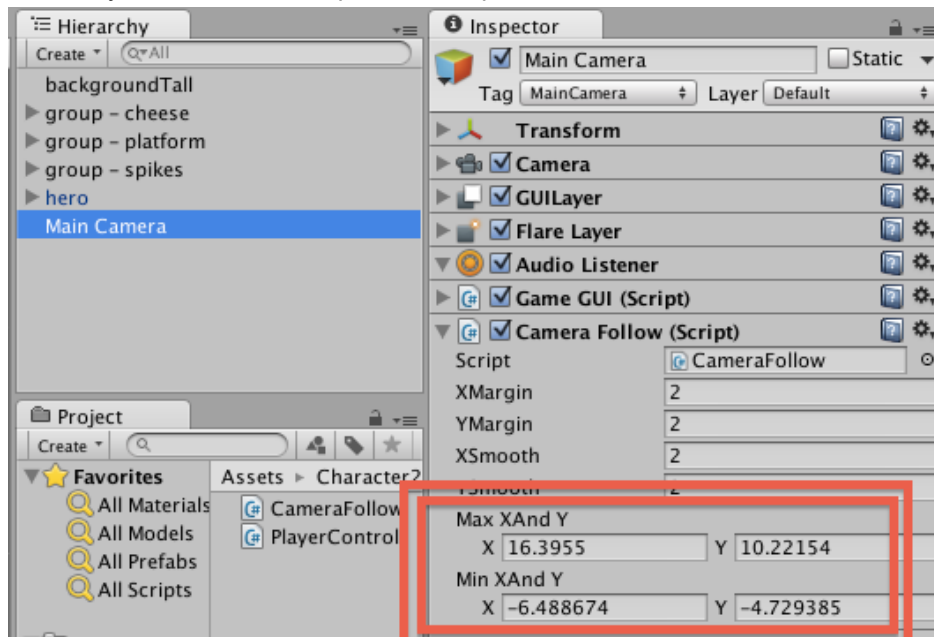 Hierarchy
Create
All
backgroundTall
group – cheese
group – platform
group – spikes
hero
Main Camera
Project
Create
Favorites
All Materials
All Models
All Prefabs
All Scripts
Assets ▸ Character2
CameraFollow
PlayerControl
Inspector
Main Camera
Static
Tag MainCamera Layer Default
Transform
Camera
GUILayer
Flare Layer
Audio Listener
Game GUI (Script)
Camera Follow (Script)
Script CameraFollow
XMargin 2
YMargin 2
XSmooth 2
YSmooth 2
Max XAnd Y
X 16.3955 Y 10.22154
Min XAnd Y
X -6.488674 Y -4.729385